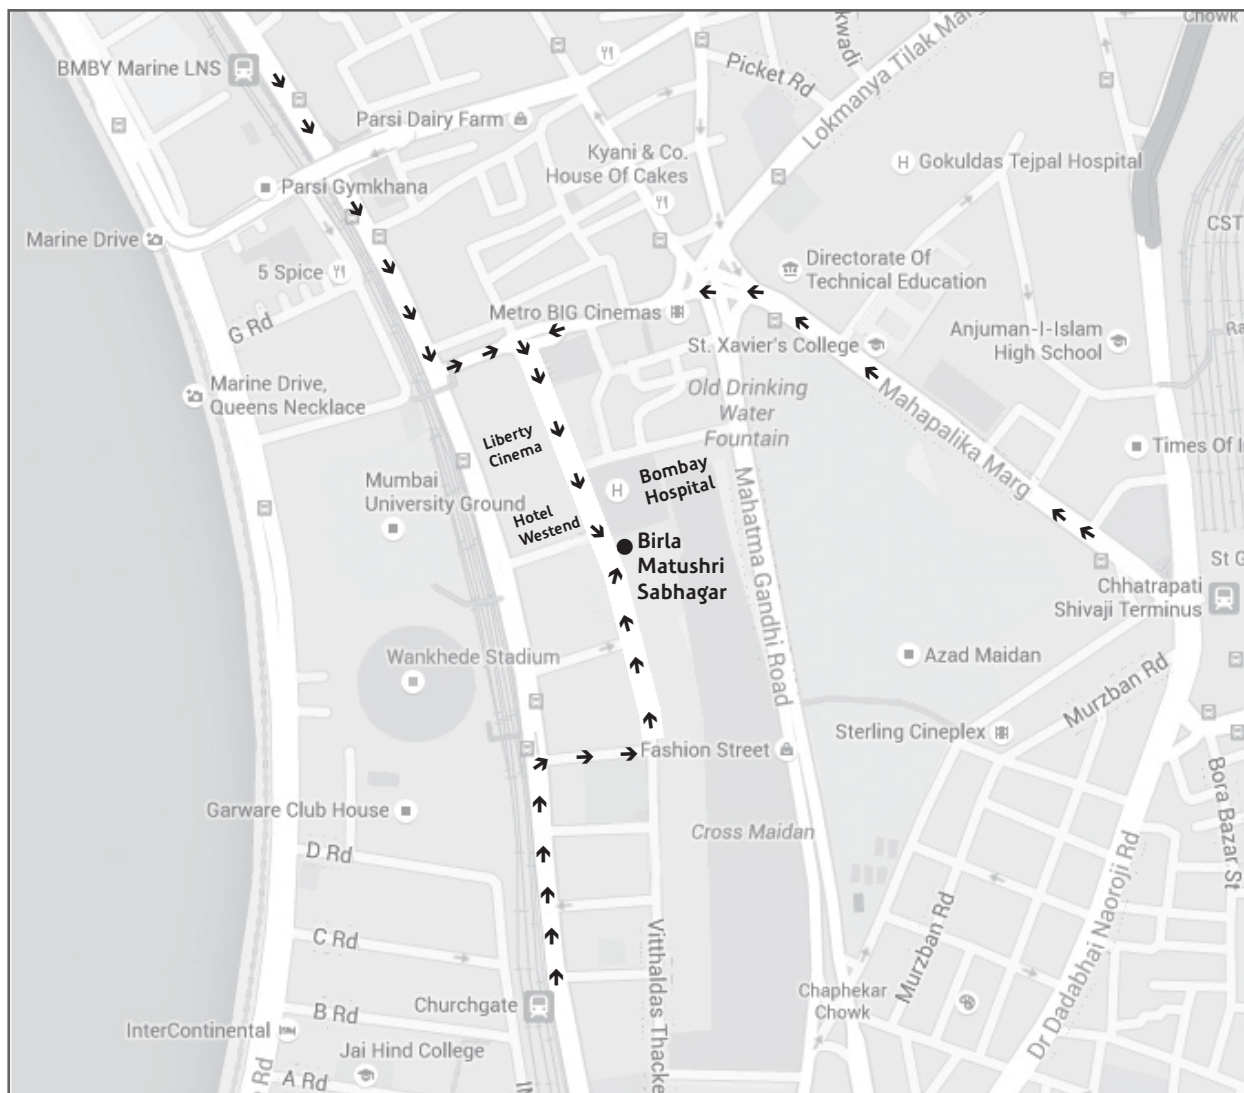 Chowk
kwadi
BMBY Marine LNS
Picket Rd
Lokmanya Tilak Marg
Parsi Dairy Farm
Kyani & Co.
House Of Cakes
H
Gokuldas Tejpal Hospital
Parsi Gymkhana
Marine Drive
CST
Directorate Of
Technical Education
5 Spice
Metro BIG Cinemas
G Rd
St. Xavier's College
Anjuman-I-Islam
High School
Marine Drive,
Queens Necklace
Old Drinking
Water
Fountain
Mahapalika Marg
Liberty
Cinema
Times Of I
Mumbai
University Ground
H
Bombay
Hospital
Mahatma Gandhi Road
Hotel
Westend
Birla
Matushri
Sabhagar
St G
Chhatrapati
Shivaji Terminus
Wankhede Stadium
Azad Maidan
Murzban Rd
Sterling Cineplex
Fashion Street
Bora Bazar St
Garware Club House
Cross Maidan
D Rd
Dr Dadabhai Naoroji Rd
Murzban Rd
C Rd
Vitthaldas Thacke
Churchgate
Chaphekar
Chowk
B Rd
InterContinental
Jai Hind College
A Rd
Rd